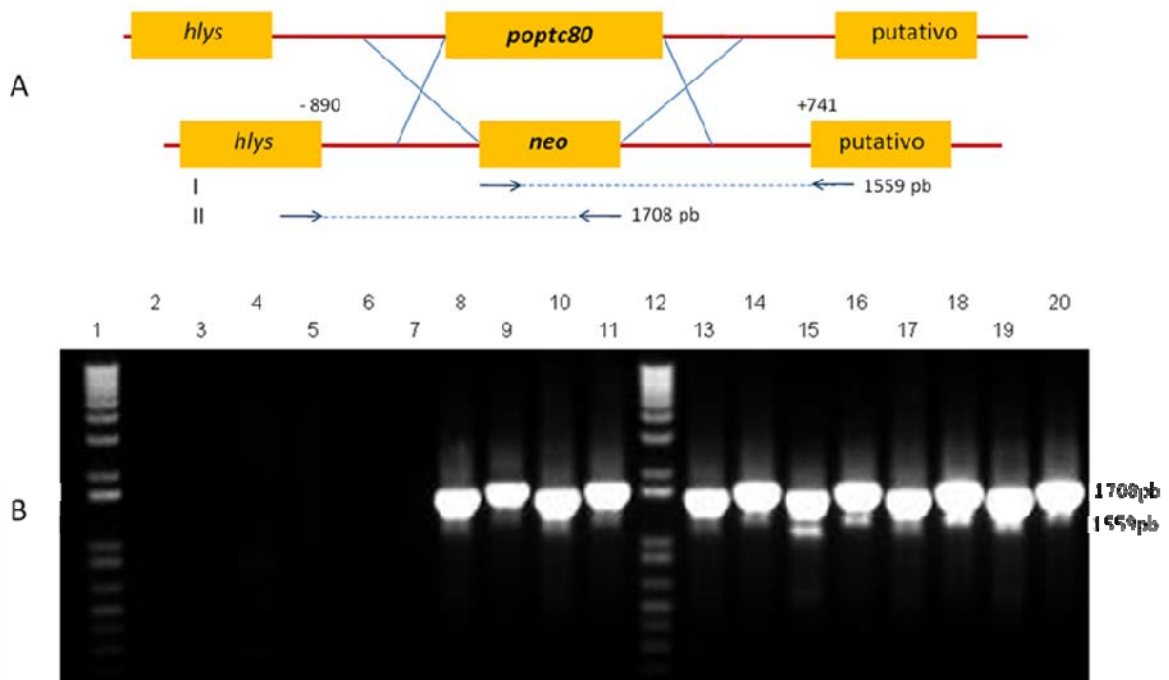 hlys poptc80 putativo
A
- 890 +741
hlys neo putativo
I 1559 pb
II 1708 pb
2 4 6 8 10 12 14 16 18 20
1 3 5 7 9 11 13 15 17 19
B
1708pb
1559pb